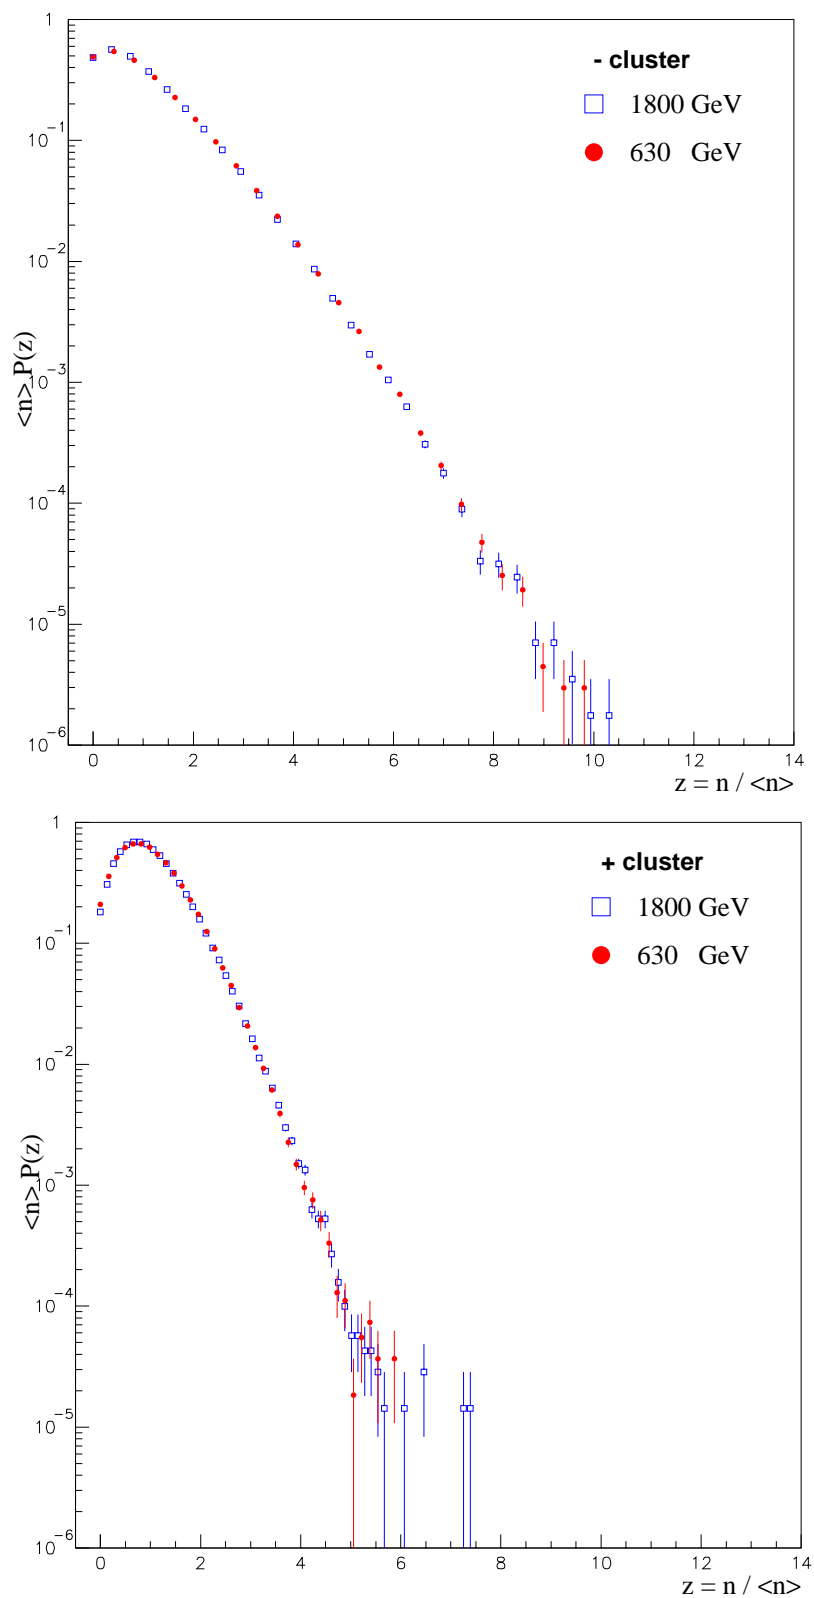 - cluster
1800 GeV
630 GeV
1
10⁻¹
10⁻²
10⁻³
10⁻⁴
10⁻⁵
10⁻⁶
<n> P(z)
0 2 4 6 8 10 12 14
z = n / <n>
+ cluster
1800 GeV
630 GeV
1
10⁻¹
10⁻²
10⁻³
10⁻⁴
10⁻⁵
10⁻⁶
<n> P(z)
0 2 4 6 8 10 12 14
z = n / <n>